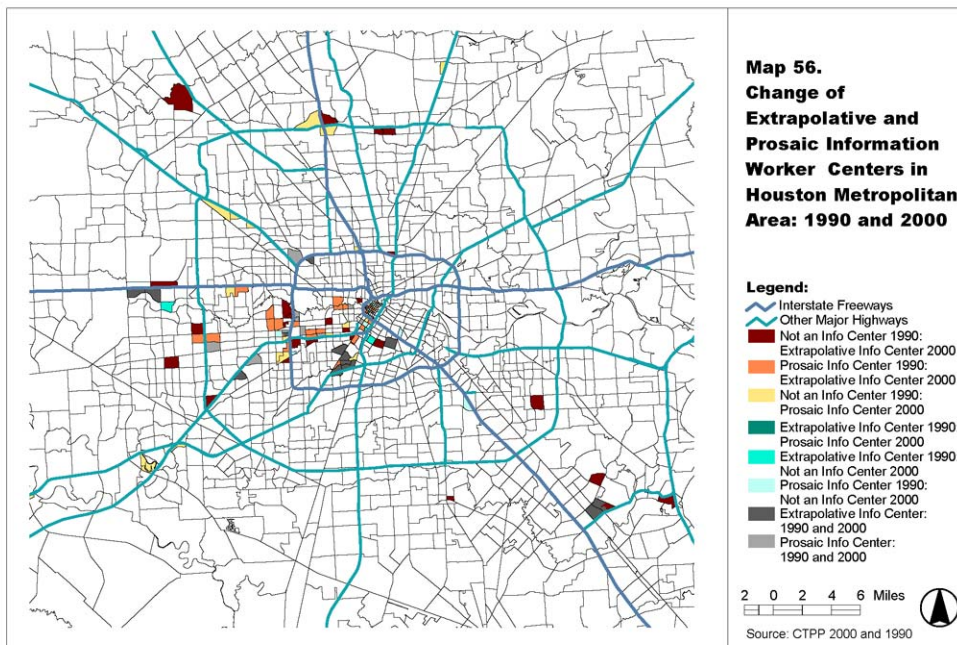 Map 56.
Change of
Extrapolative and
Prosaic Information
Worker Centers in
Houston Metropolitan
Area: 1990 and 2000
Legend:
Interstate Freeways
Other Major Highways
Not an Info Center 1990:
Extrapolative Info Center 2000
Prosaic Info Center 1990:
Extrapolative Info Center 2000
Not an Info Center 1990:
Prosaic Info Center 2000
Extrapolative Info Center 1990
Prosaic Info Center 2000
Extrapolative Info Center 1990
Not an Info Center 2000
Prosaic Info Center 1990:
Not an Info Center 2000
Extrapolative Info Center:
1990 and 2000
Prosaic Info Center:
1990 and 2000
2 0 2 4 6 Miles
Source: CTPP 2000 and 1990